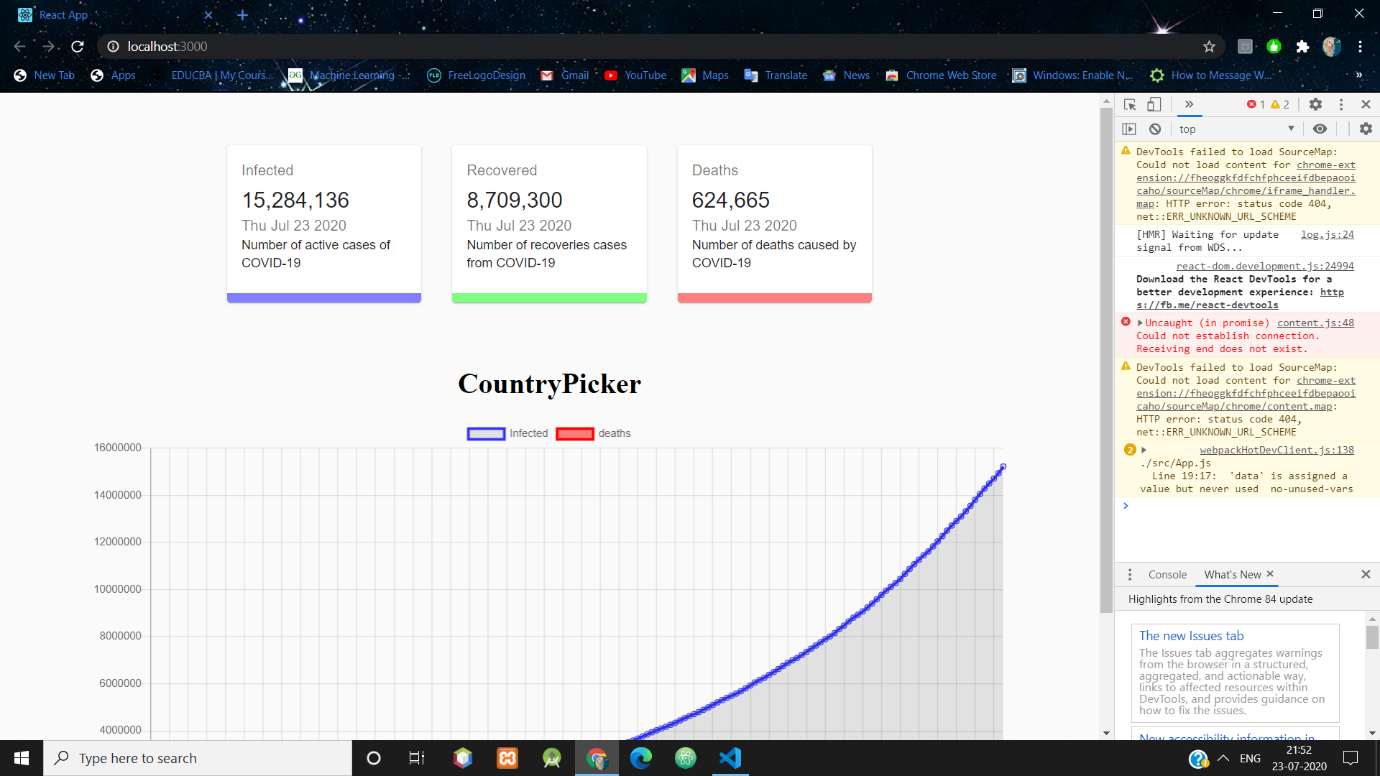 React App
localhost:3000
New Tab
Apps
EDUCBA | My Cours...
Machine Learning -...
FreeLogoDesign
Gmail
YouTube
Maps
Translate
News
Chrome Web Store
Windows: Enable N...
How to Message W...
»
Infected
15,284,136
Thu Jul 23 2020
Number of active cases of
COVID-19
Recovered
8,709,300
Thu Jul 23 2020
Number of recoveries cases
from COVID-19
Deaths
624,665
Thu Jul 23 2020
Number of deaths caused by
COVID-19
CountryPicker
Infected
deaths
16000000
14000000
12000000
10000000
8000000
6000000
4000000
» 1 2
top
DevTools failed to load SourceMap:
Could not load content for chrome-ext
ension://fheoggkfdfchfphceeifdbepaooi
caho/sourceMap/chrome/iframe_handler.
map: HTTP error: status code 404,
net::ERR_UNKNOWN_URL_SCHEME
[HMR] Waiting for update log.js:24
signal from WDS...
react-dom.development.js:24994
Download the React DevTools for a
better development experience: http
s://fb.me/react-devtools
Uncaught (in promise) content.js:48
Could not establish connection.
Receiving end does not exist.
DevTools failed to load SourceMap:
Could not load content for chrome-ext
ension://fheoggkfdfchfphceeifdbepaooi
caho/sourceMap/chrome/content.map:
HTTP error: status code 404,
net::ERR_UNKNOWN_URL_SCHEME
2 webpackHotDevClient.js:138
./src/App.js
Line 19:17: 'data' is assigned a
value but never used no-unused-vars
Console
What's New
Highlights from the Chrome 84 update
The new Issues tab
The Issues tab aggregates warnings
from the browser in a structured,
aggregated, and actionable way,
links to affected resources within
DevTools, and provides guidance on
how to fix the issues.
New accessibility information in
Type here to search
ENG
21:52
23-07-2020